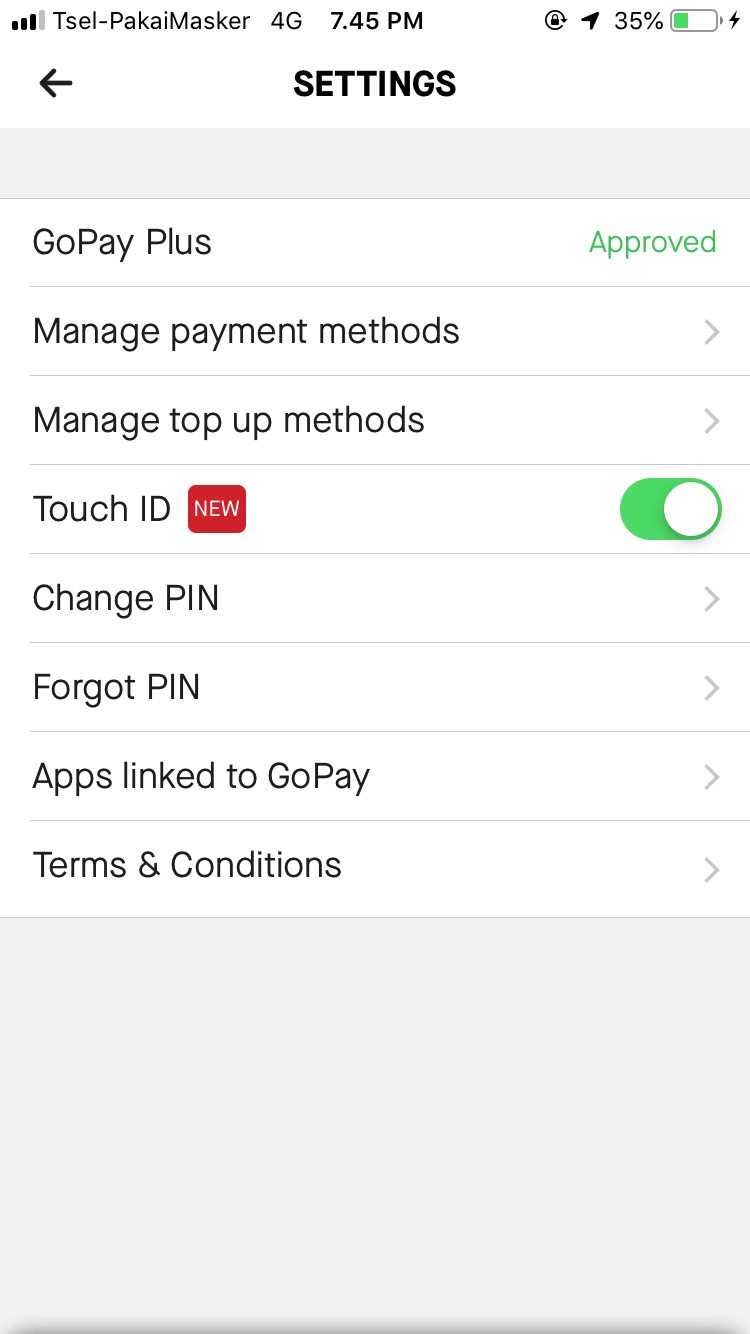 Tsel-PakaiMasker 4G 7.45 PM 35%
SETTINGS
GoPay Plus Approved
Manage payment methods
Manage top up methods
Touch ID NEW
Change PIN
Forgot PIN
Apps linked to GoPay
Terms & Conditions